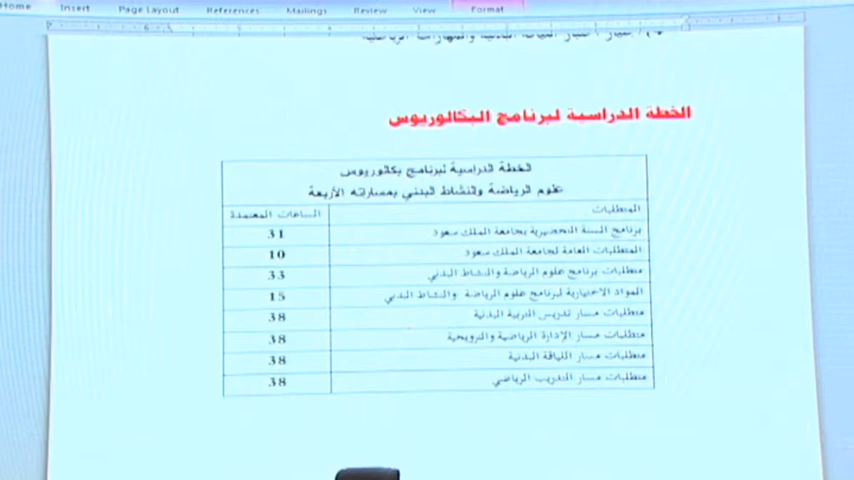 Home Insert Page Layout References Mailings Review View Format
الخطة الدراسية لبرنامج البكالوريوس
الخطة الدراسية لبرنامج بكالوريوس
علوم الرياضة والنشاط البدني بمساراته الأربعة
المتطلبات الساعات المعتمدة
برنامج السنة التحضيرية بجامعة الملك سعود 31
المتطلبات العامة لجامعة الملك سعود 10
متطلبات برنامج علوم الرياضة والنشاط البدني 33
المواد الاختيارية لبرنامج علوم الرياضة والنشاط البدني 15
متطلبات مسار تدريس التربية البدنية 38
متطلبات مسار الإدارة الرياضية والترويحية 38
متطلبات مسار اللياقة البدنية 38
متطلبات مسار التدريب الرياضي 38